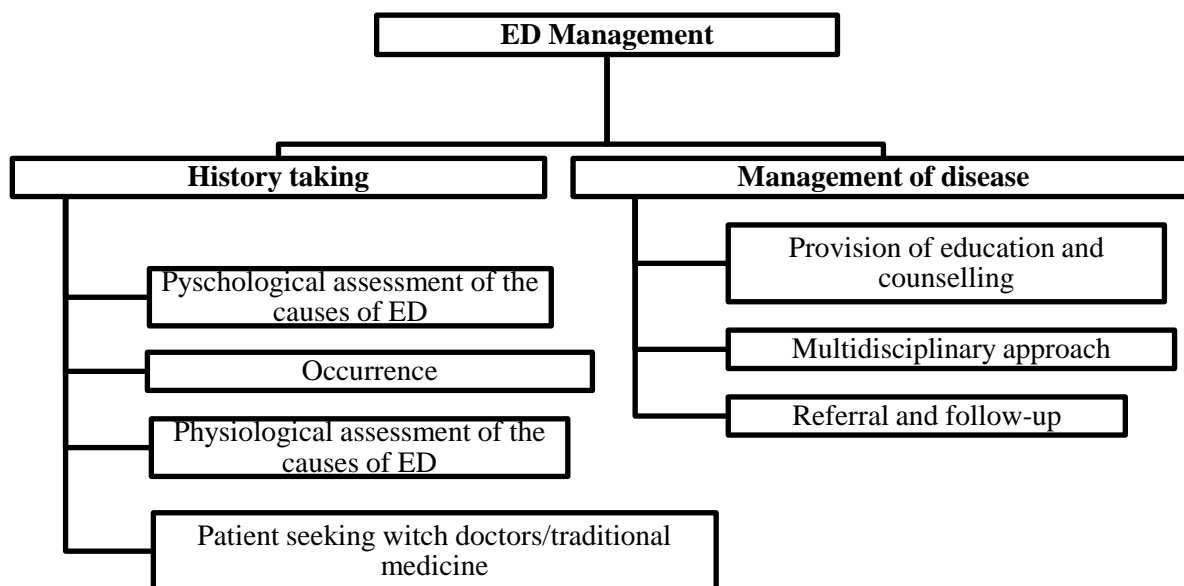 ED Management
History taking
Management of disease
Pyschological assessment of the
causes of ED
Occurrence
Physiological assessment of the
causes of ED
Patient seeking witch doctors/traditional
medicine
Provision of education and
counselling
Multidisciplinary approach
Referral and follow-up